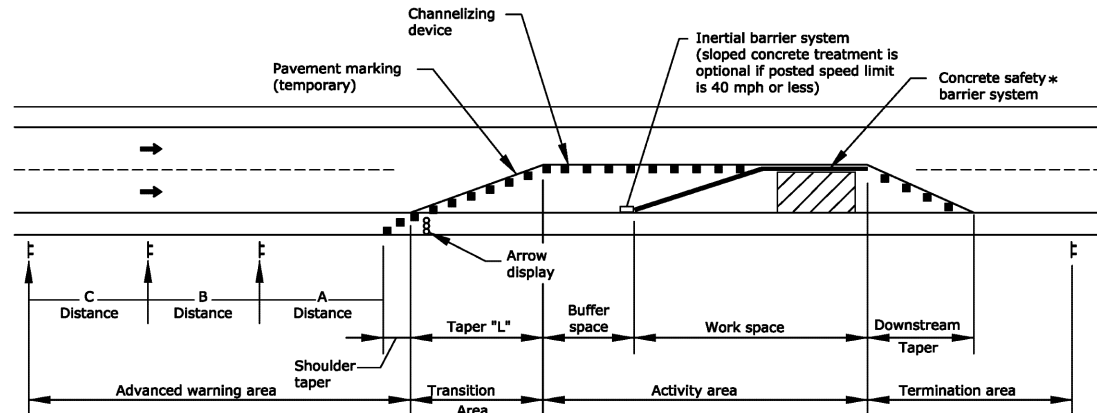 Channelizing
device
Inertial barrier system
(sloped concrete treatment is
optional if posted speed limit
is 40 mph or less)
Pavement marking
(temporary)
Concrete safety*
barrier system
Arrow
display
C
Distance
B
Distance
A
Distance
Taper "L"
Buffer
space
Work space
Downstream
Taper
Shoulder
taper
Advanced warning area
Transition
Area
Activity area
Termination area